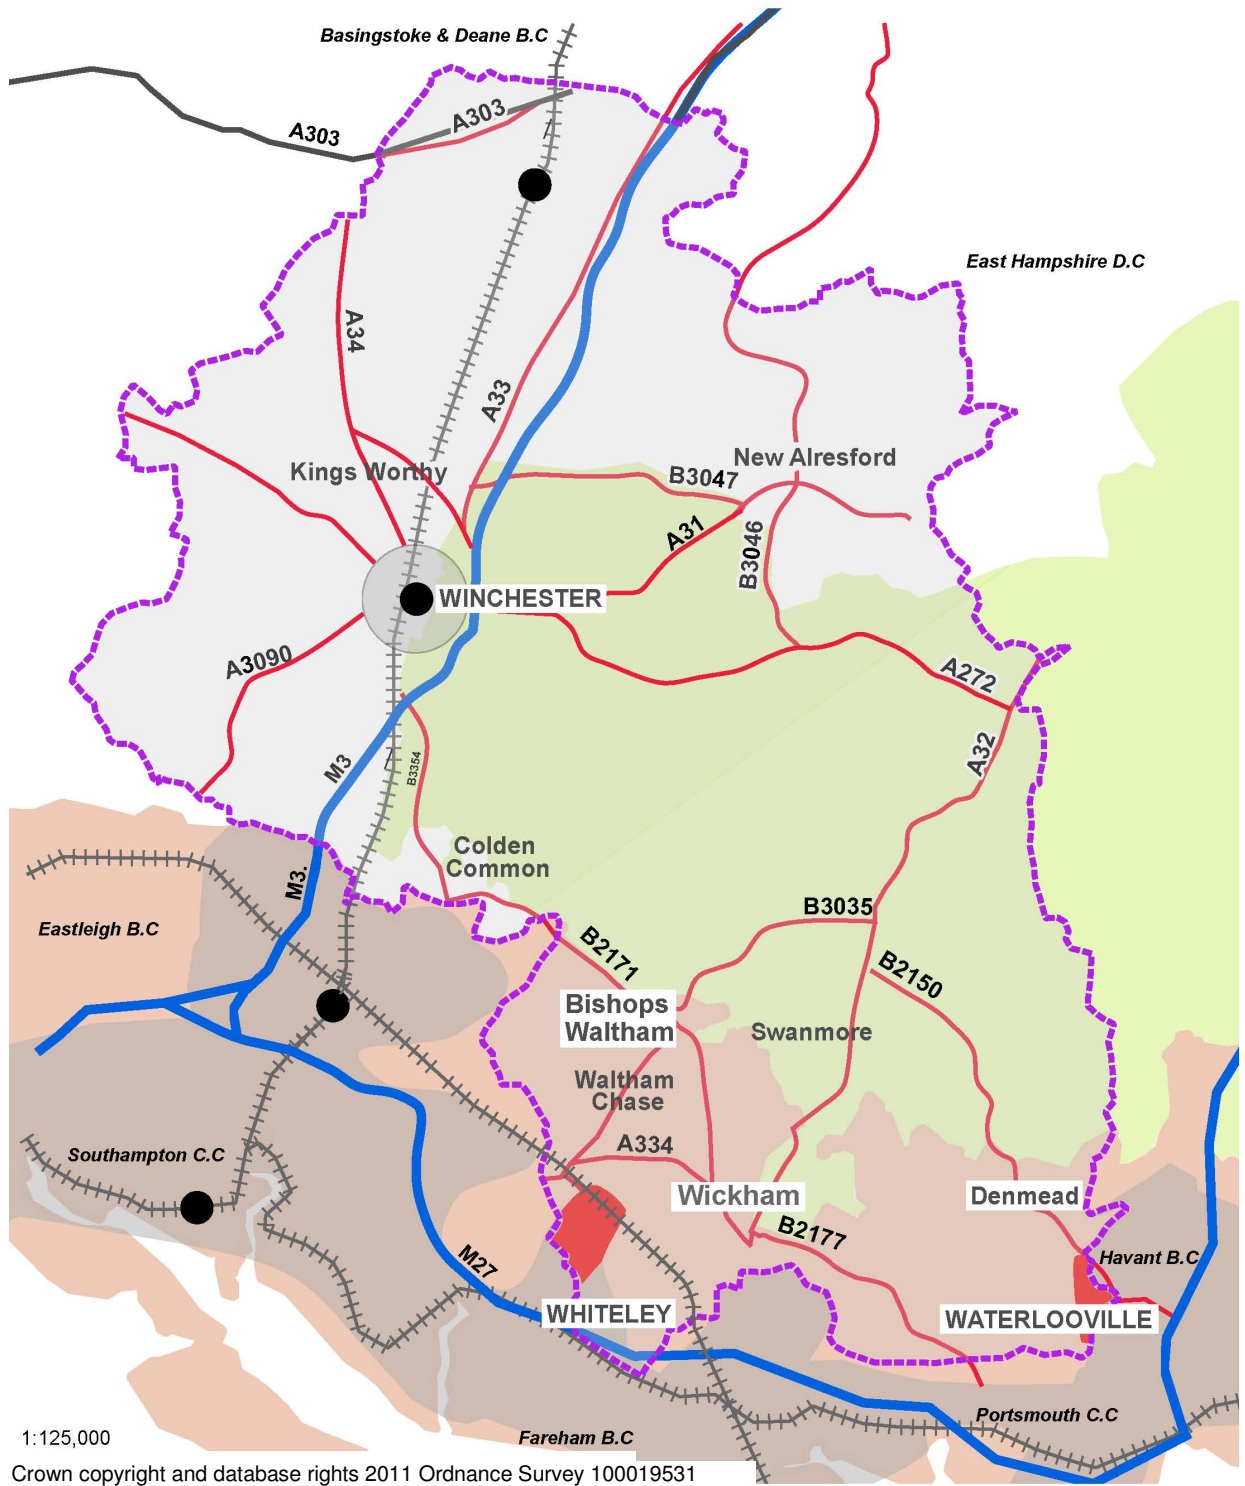 Basingstoke & Deane B.C
A303
A303
East Hampshire D.C
A34
A33
Kings Worthy
New Alresford
B3047
A31
B3046
WINCHESTER
A3090
A272
A32
M3
B3354
Colden
Common
M3.
B3035
Eastleigh B.C
B2171
B2150
Bishops
Waltham
Swanmore
Waltham
Chase
A334
Southampton C.C
Wickham
Denmead
B2177
Havant B.C
M27
WHITELEY
WATERLOOVILLE
Portsmouth C.C
Fareham B.C
1:125,000
Crown copyright and database rights 2011 Ordnance Survey 100019531